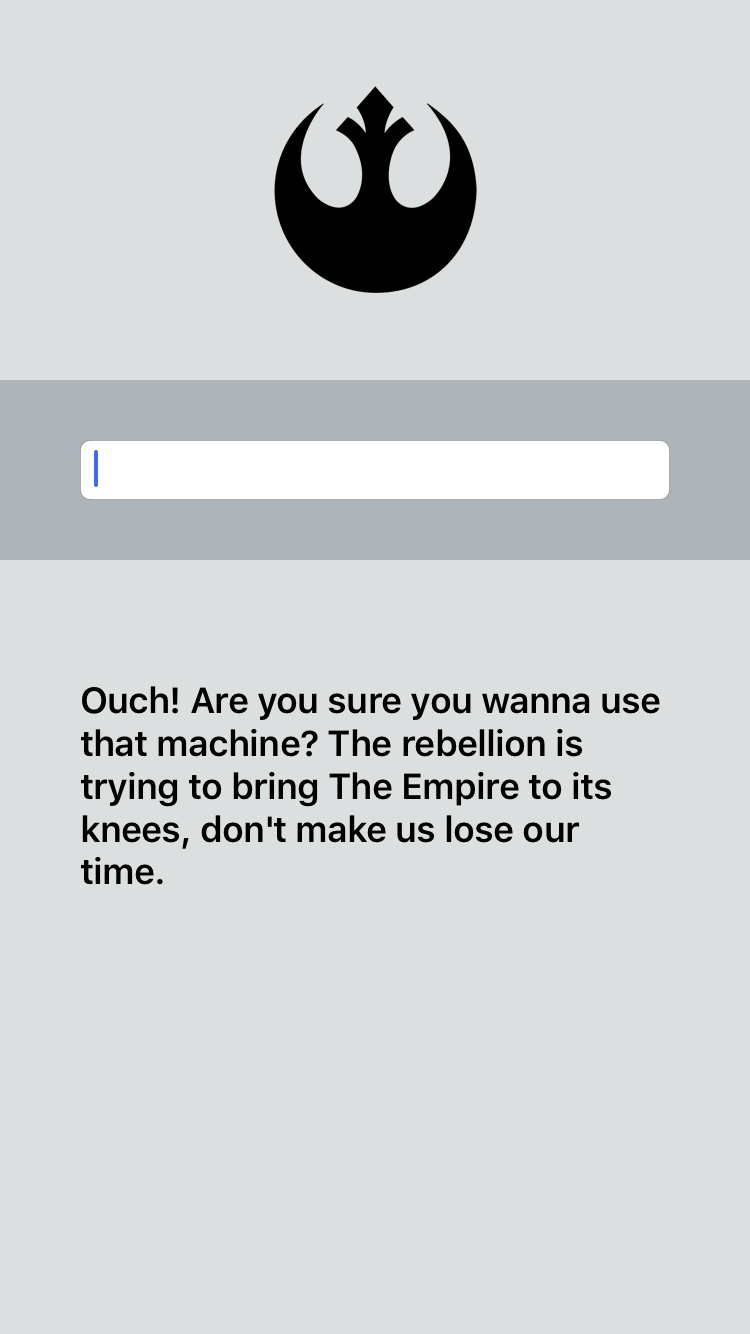 Ouch! Are you sure you wanna use
that machine? The rebellion is
trying to bring The Empire to its
knees, don't make us lose our
time.